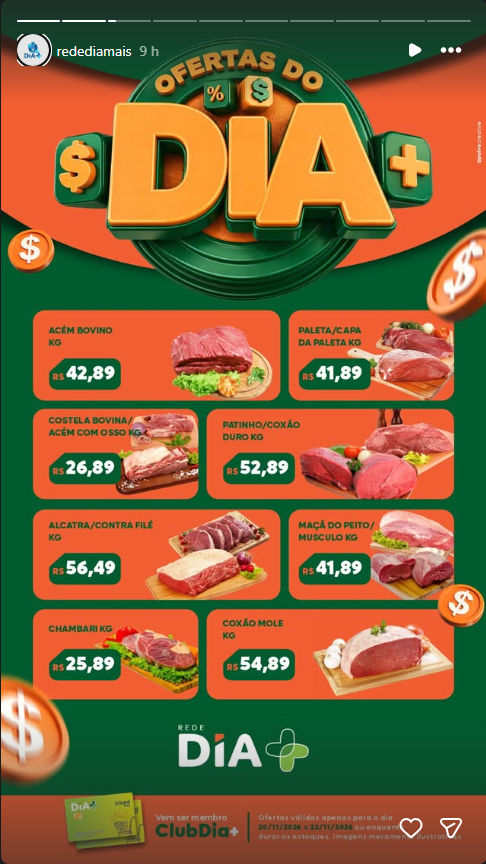 redediamais 9 h
OFERTAS DO
%
$
$
DIA
+
$
$
ACÉM BOVINO
KG
R$ 42,89
PALETA/CAPA
DA PALETA KG
R$ 41,89
COSTELA BOVINA/
ACÉM COM OSSO KG
R$ 26,89
PATINHO/COXÃO
DURO KG
R$ 52,89
ALCATRA/CONTRA FILÉ
KG
R$ 56,49
MAÇÃ DO PEITO/
MUSCULO KG
R$ 41,89
$
CHAMBARI KG
R$ 25,89
COXÃO MOLE
KG
R$ 54,89
$
REDE
DIA
DIA+
Vem ser membro
ClubDia+
Ofertas válidas apenas para o dia
20/11/2026 a 22/11/2026 ou enquanto
durar os estoques. Imagens meramente ilustrativas